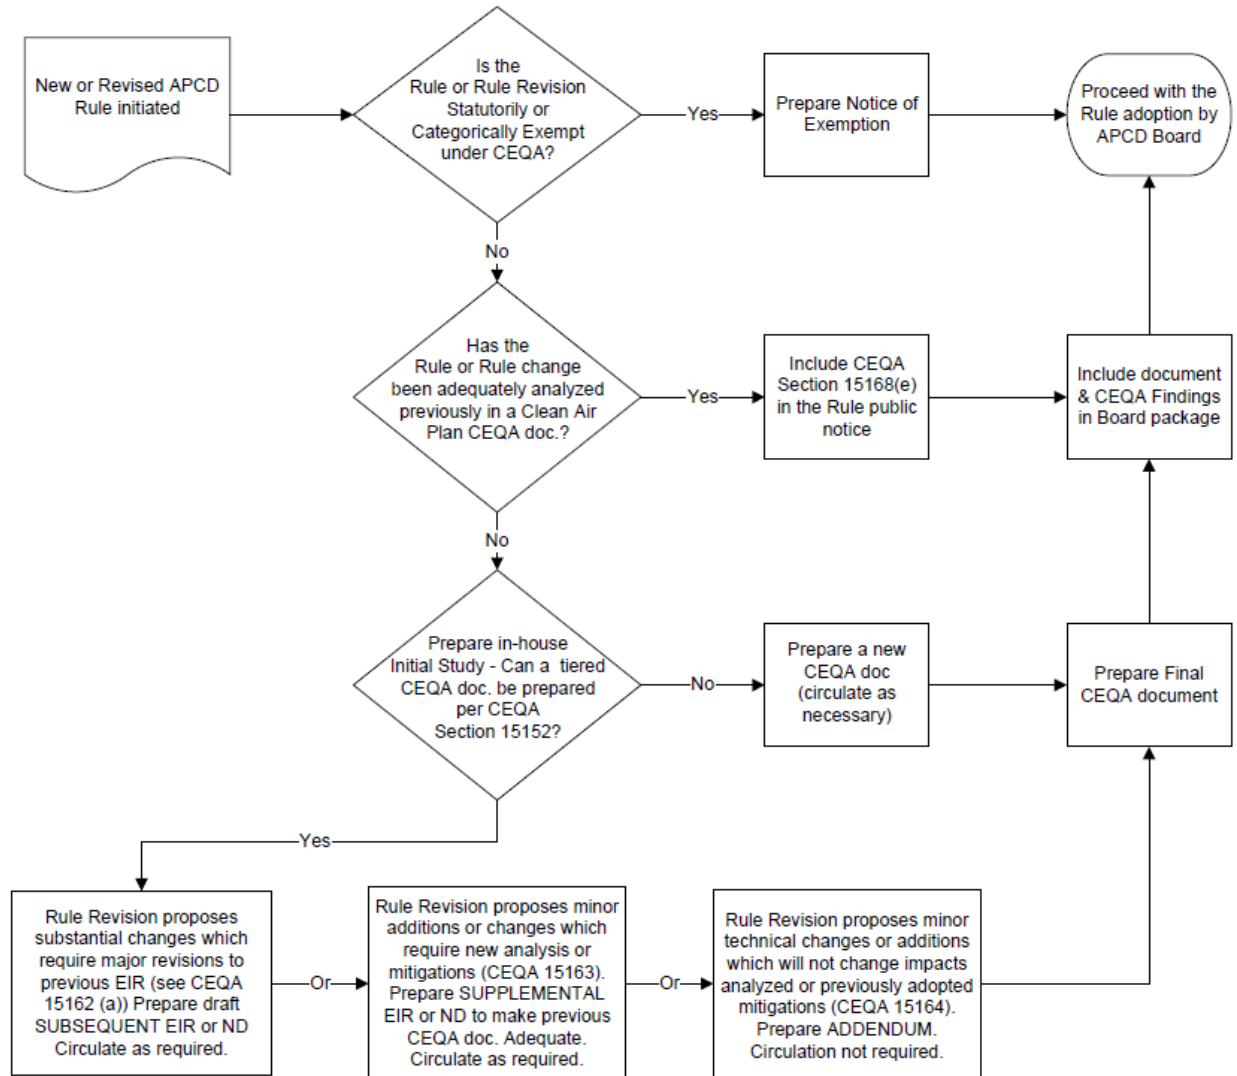 New or Revised APCD
Rule initiated
Is the
Rule or Rule Revision
Statutorily or
Categorically Exempt
under CEQA?
Yes
Prepare Notice of
Exemption
Proceed with the
Rule adoption by
APCD Board
No
Has the
Rule or Rule change
been adequately analyzed
previously in a Clean Air
Plan CEQA doc.?
Yes
Include CEQA
Section 15168(e)
in the Rule public
notice
Include document
& CEQA Findings
in Board package
No
Prepare in-house
Initial Study - Can a tiered
CEQA doc. be prepared
per CEQA
Section 15152?
No
Prepare a new
CEQA doc
(circulate as
necessary)
Prepare Final
CEQA document
Yes
Rule Revision proposes
substantial changes which
require major revisions to
previous EIR (see CEQA
15162 (a)) Prepare draft
SUBSEQUENT EIR or ND
Circulate as required.
Or
Rule Revision proposes minor
additions or changes which
require new analysis or
mitigations (CEQA 15163).
Prepare SUPPLEMENTAL
EIR or ND to make previous
CEQA doc. Adequate.
Circulate as required.
Or
Rule Revision proposes minor
technical changes or additions
which will not change impacts
analyzed or previously adopted
mitigations (CEQA 15164).
Prepare ADDENDUM.
Circulation not required.